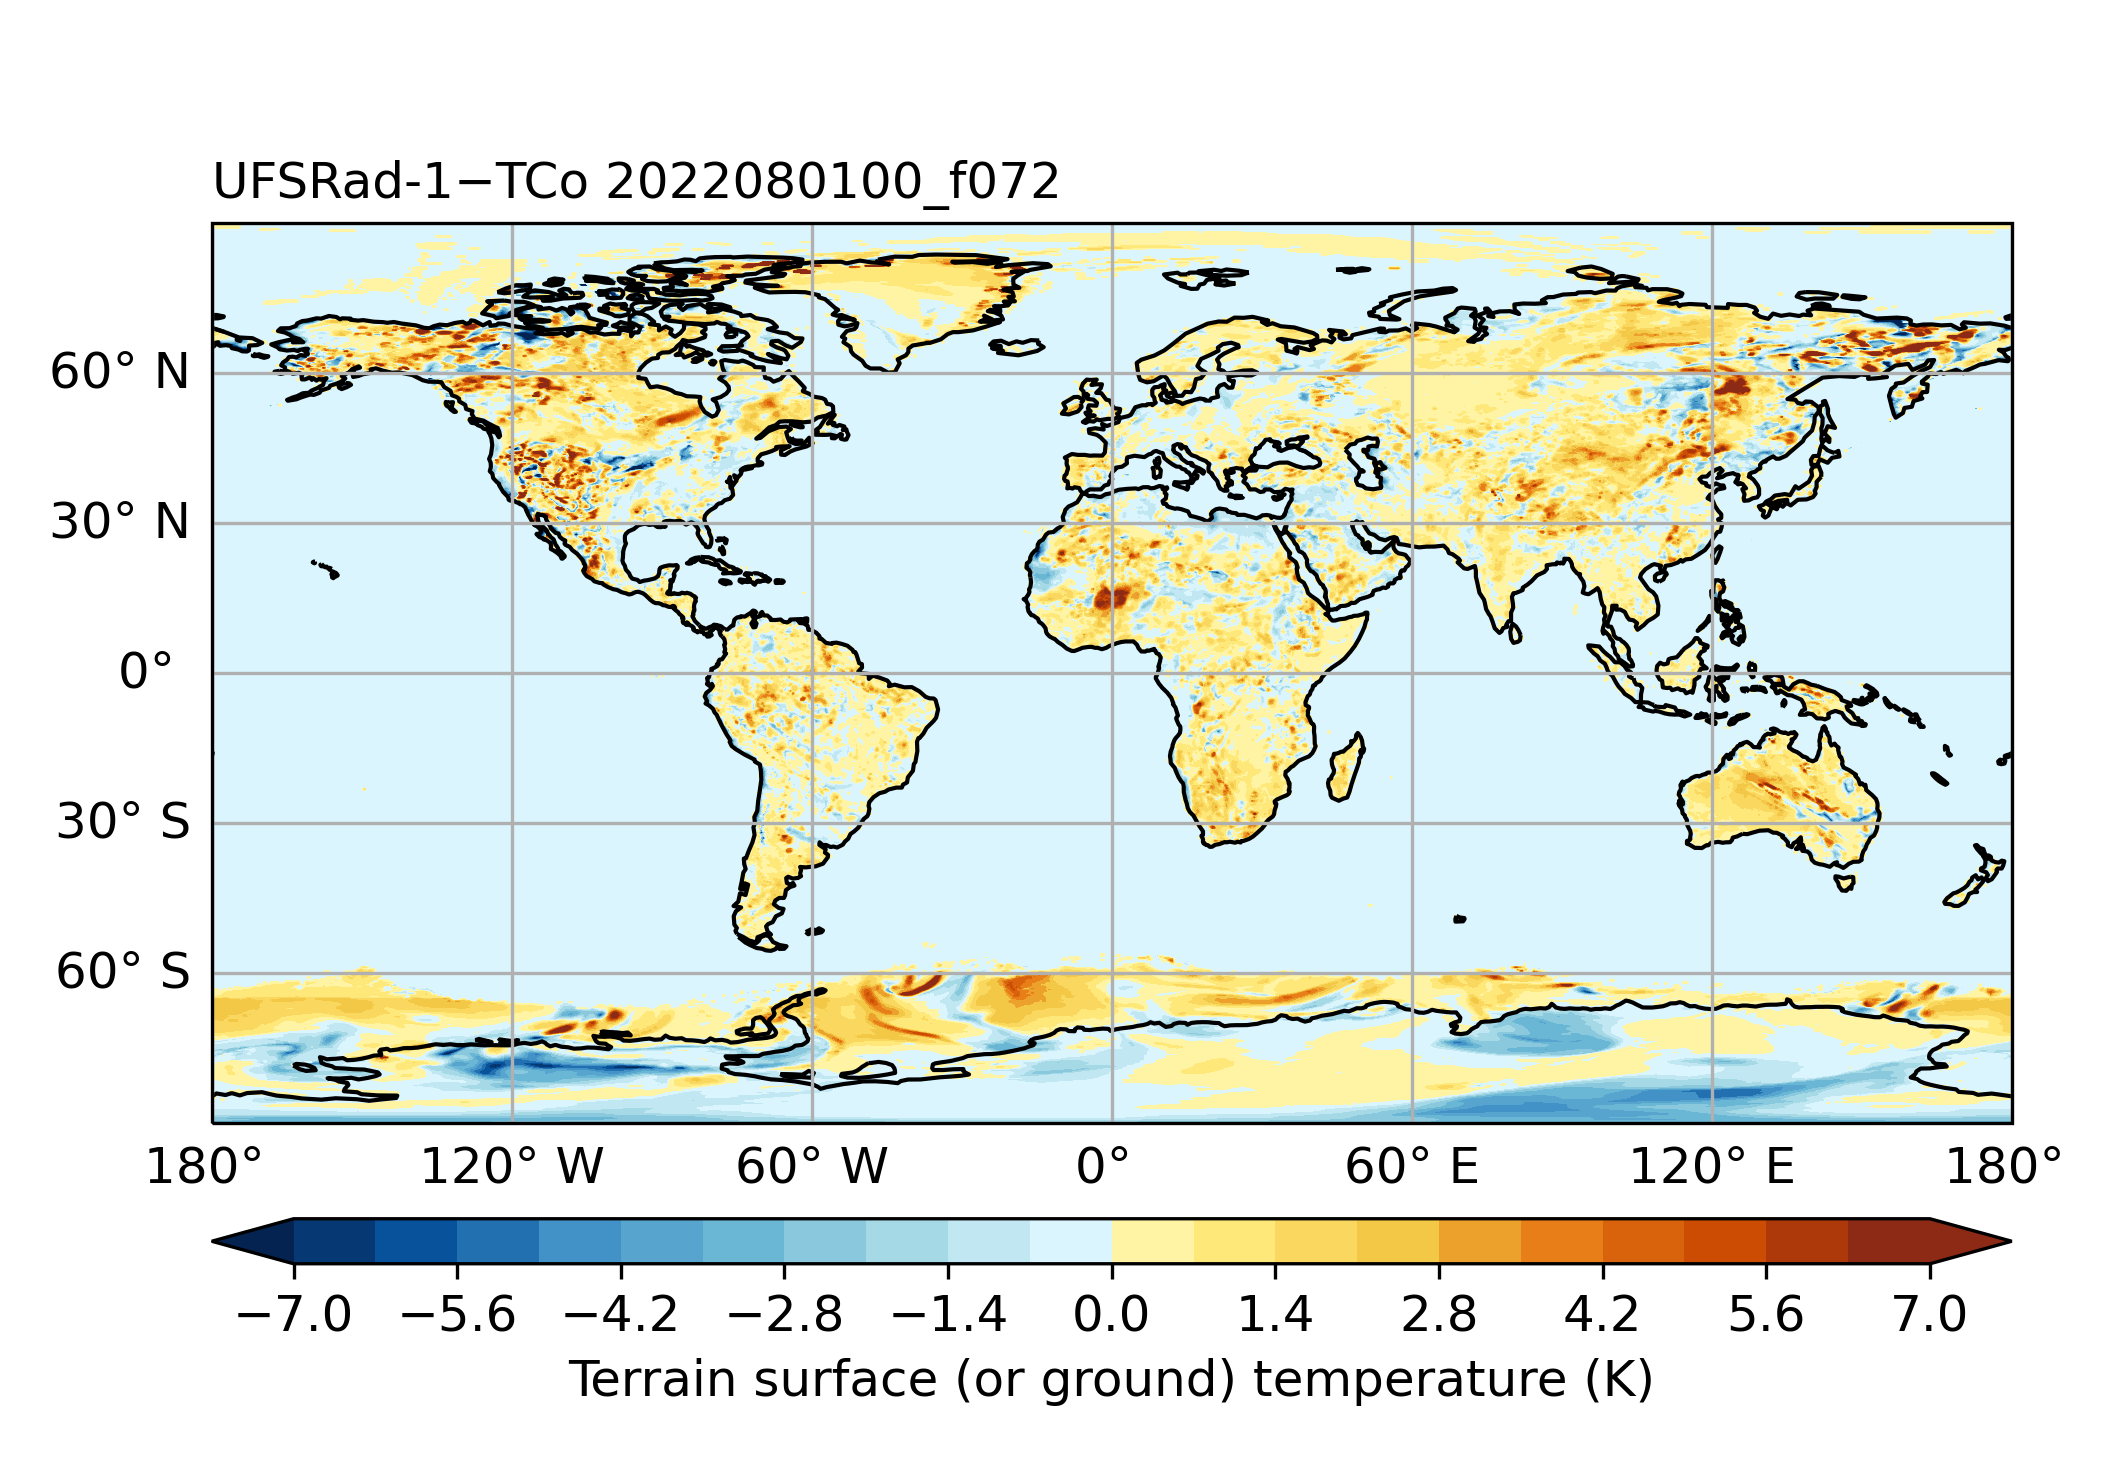 UFSRad-1−TCo 2022080100_f072
60° N
30° N
0°
30° S
60° S
180° 120° W 60° W 0° 60° E 120° E 180°
−7.0 −5.6 −4.2 −2.8 −1.4 0.0 1.4 2.8 4.2 5.6 7.0
Terrain surface (or ground) temperature (K)